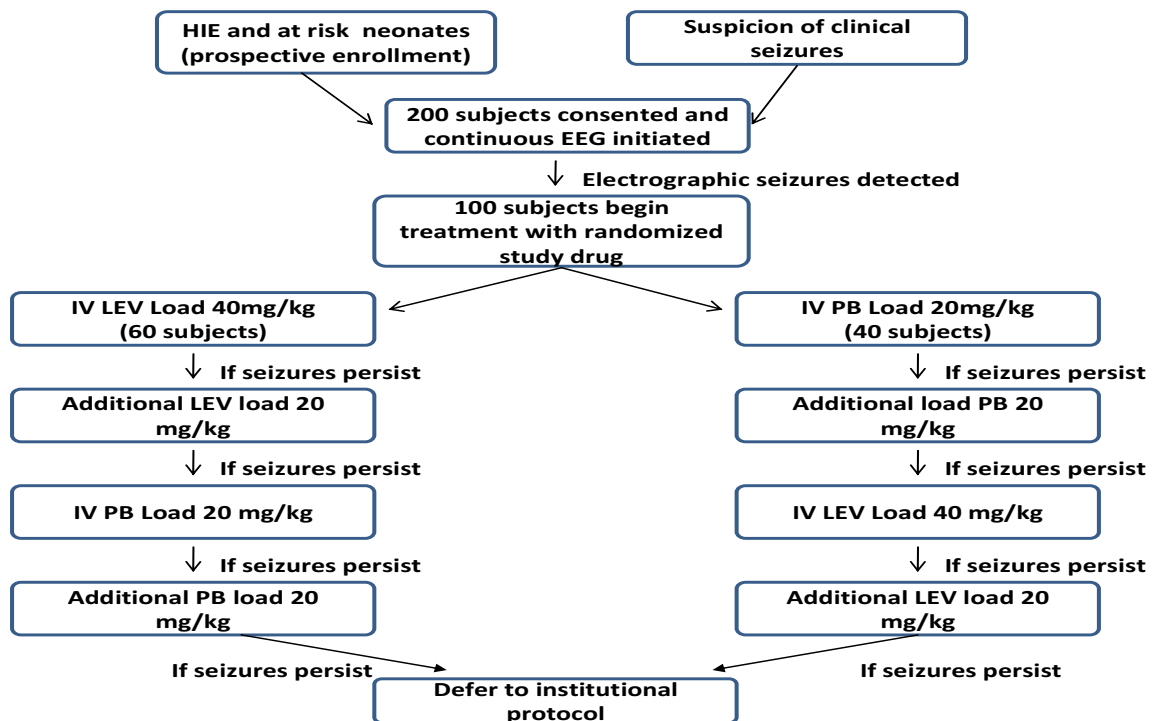 HIE and at risk  neonates
(prospective enrollment)
Suspicion of clinical
seizures
200 subjects consented and
continuous EEG initiated
Electrographic seizures detected
100 subjects begin
treatment with randomized
study drug
IV LEV Load 40mg/kg
(60 subjects)
IV PB Load 20mg/kg
(40 subjects)
If seizures persist
If seizures persist
Additional LEV load 20
mg/kg
Additional load PB 20
mg/kg
If seizures persist
If seizures persist
IV PB Load 20 mg/kg
IV LEV Load 40 mg/kg
If seizures persist
If seizures persist
Additional PB load 20
mg/kg
Additional LEV load 20
mg/kg
If seizures persist
If seizures persist
Defer to institutional
protocol